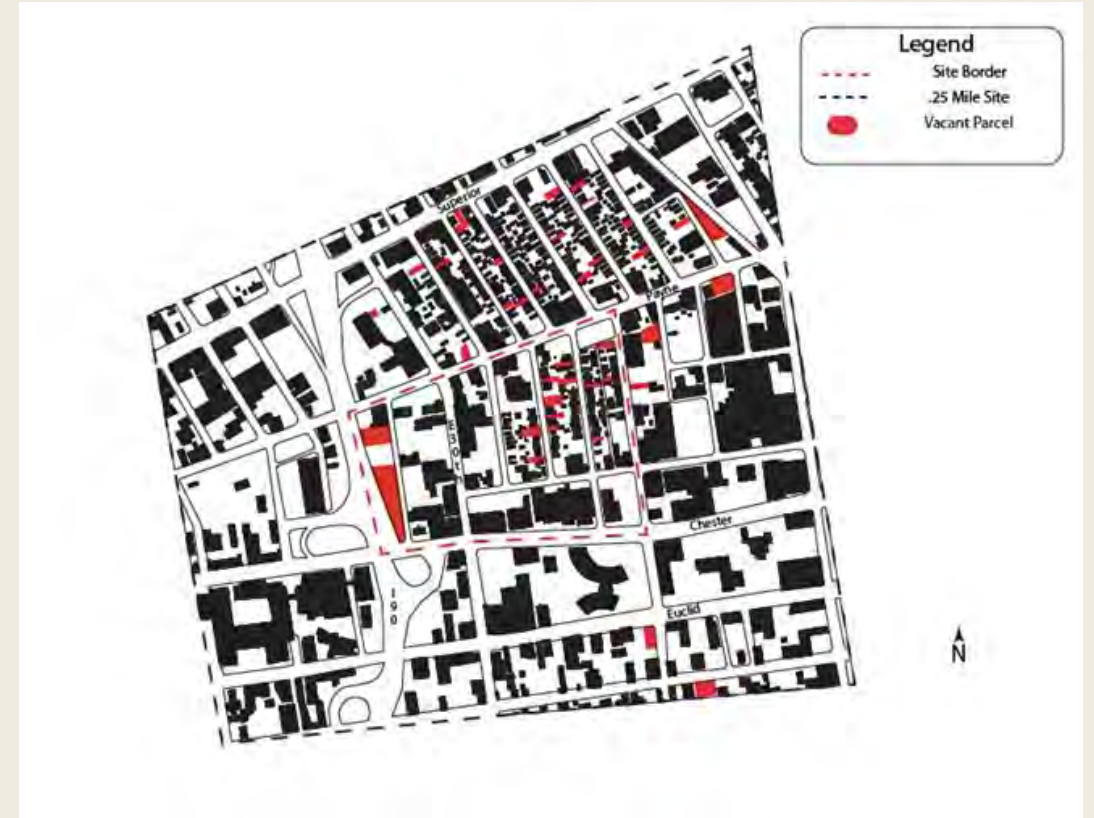 Legend
Site Border
.25 Mile Site
Vacant Parcel
Superior
Payne
E 30th
Chester
I 90
Euclid
N